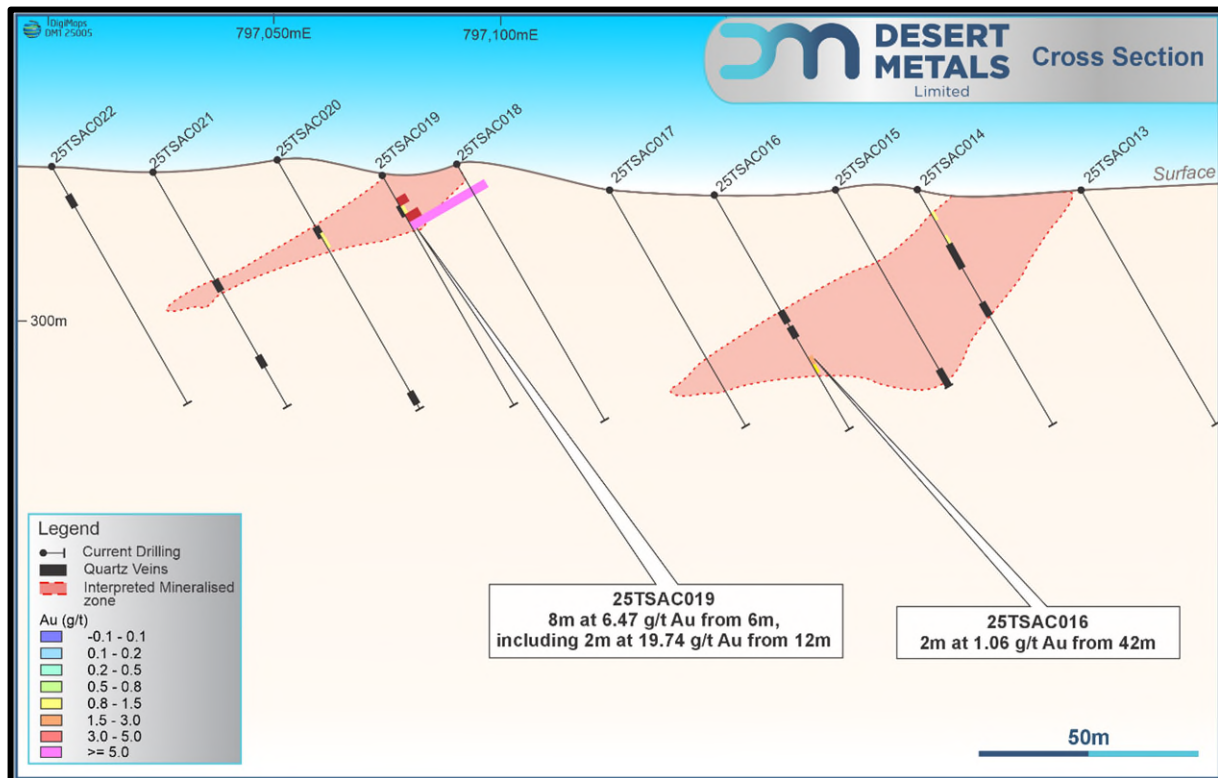 DigiMaps
DMT 25005
797,050mE
797,100mE
DESERT
METALS
Limited
Cross Section
25TSAC022
25TSAC021
25TSAC020
25TSAC019
25TSAC018
25TSAC017
25TSAC016
25TSAC015
25TSAC014
25TSAC013
Surface
300m
Legend
Current Drilling
Quartz Veins
Interpreted Mineralised
zone
Au (g/t)
-0.1 - 0.1
0.1 - 0.2
0.2 - 0.5
0.5 - 0.8
0.8 - 1.5
1.5 - 3.0
3.0 - 5.0
>= 5.0
25TSAC019
8m at 6.47 g/t Au from 6m,
including 2m at 19.74 g/t Au from 12m
25TSAC016
2m at 1.06 g/t Au from 42m
50m